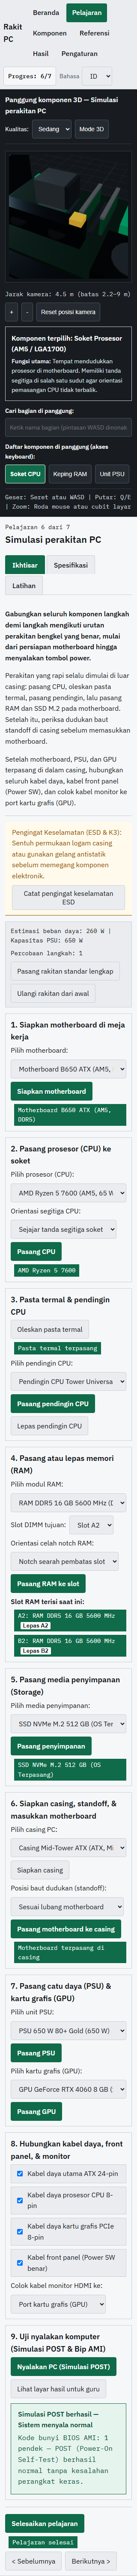 Rakit
PC
Beranda
Pelajaran
Komponen
Referensi
Hasil
Pengaturan
Progres: 6/7
Bahasa
ID
Panggung komponen 3D — Simulasi
perakitan PC
Kualitas:
Sedang
Mode 3D
Jarak kamera: 4.5 m (batas 2.2–9 m)
+
-
Reset posisi kamera
Komponen terpilih: Soket Prosesor
(AM5 / LGA1700)
Fungsi utama: Tempat mendudukkan
prosesor di motherboard. Memiliki tanda
segitiga di salah satu sudut agar orientasi
pemasangan CPU tidak terbalik.
Cari bagian di panggung:
Ketik nama bagian (pintasan WASD dinonak
Daftar komponen di panggung (akses
keyboard):
Soket CPU
Keping RAM
Unit PSU
Geser: Seret atau WASD | Putar: Q/E
| Zoom: Roda mouse atau cubit layar
Pelajaran 6 dari 7
Simulasi perakitan PC
Ikhtisar
Spesifikasi
Latihan
Gabungkan seluruh komponen langkah
demi langkah mengikuti urutan
perakitan bengkel yang benar, mulai
dari persiapan motherboard hingga
menyalakan tombol power.
Perakitan yang rapi selalu dimulai di luar
casing: pasang CPU, oleskan pasta
termal, pasang pendingin, lalu pasang
RAM dan SSD M.2 pada motherboard.
Setelah itu, periksa dudukan baut
standoff di casing sebelum memasukkan
motherboard.
Setelah motherboard, PSU, dan GPU
terpasang di dalam casing, hubungkan
seluruh kabel daya, kabel front panel
(Power SW), dan colok kabel monitor ke
port kartu grafis (GPU).
Pengingat Keselamatan (ESD & K3):
Sentuh permukaan logam casing
atau gunakan gelang antistatik
sebelum memegang komponen
elektronik.
Catat pengingat keselamatan
ESD
Estimasi beban daya: 260 W |
Kapasitas PSU: 650 W
Percobaan langkah: 1
Pasang rakitan standar lengkap
Ulangi rakitan dari awal
1. Siapkan motherboard di meja
kerja
Pilih motherboard:
Motherboard B650 ATX (AM5,
Siapkan motherboard
Motherboard B650 ATX (AM5,
DDR5)
2. Pasang prosesor (CPU) ke
soket
Pilih prosesor (CPU):
AMD Ryzen 5 7600 (AM5, 65 W
Orientasi segitiga CPU:
Sejajar tanda segitiga soket
Pasang CPU
AMD Ryzen 5 7600
3. Pasta termal & pendingin
CPU
Oleskan pasta termal
Pasta termal terpasang
Pilih pendingin CPU:
Pendingin CPU Tower Universa
Pasang pendingin CPU
Lepas pendingin CPU
4. Pasang atau lepas memori
(RAM)
Pilih modul RAM:
RAM DDR5 16 GB 5600 MHz (D
Slot DIMM tujuan:
Slot A2
Orientasi celah notch RAM:
Notch searah pembatas slot
Pasang RAM ke slot
Slot RAM terisi saat ini:
A2: RAM DDR5 16 GB 5600 MHz
Lepas A2
B2: RAM DDR5 16 GB 5600 MHz
Lepas B2
5. Pasang media penyimpanan
(Storage)
Pilih media penyimpanan:
SSD NVMe M.2 512 GB (OS Ter
Pasang penyimpanan
SSD NVMe M.2 512 GB (OS
Terpasang)
6. Siapkan casing, standoff, &
masukkan motherboard
Pilih casing PC:
Casing Mid-Tower ATX (ATX, Mi
Siapkan casing
Posisi baut dudukan (standoff):
Sesuai lubang motherboard
Pasang motherboard ke casing
Motherboard terpasang di
casing
7. Pasang catu daya (PSU) &
kartu grafis (GPU)
Pilih unit PSU:
PSU 650 W 80+ Gold (650 W)
Pasang PSU
Pilih kartu grafis (GPU):
GPU GeForce RTX 4060 8 GB (
Pasang GPU
8. Hubungkan kabel daya, front
panel, & monitor
Kabel daya utama ATX 24-pin
Kabel daya prosesor CPU 8-
pin
Kabel daya kartu grafis PCIe
8-pin
Kabel front panel (Power SW
benar)
Colok kabel monitor HDMI ke:
Port kartu grafis (GPU)
9. Uji nyalakan komputer
(Simulasi POST & Bip AMI)
Nyalakan PC (Simulasi POST)
Lihat layar hasil untuk guru
Simulasi POST berhasil —
Sistem menyala normal
Kode bunyi BIOS AMI: 1
pendek — POST (Power-On
Self-Test) berhasil
normal tanpa kesalahan
perangkat keras.
Selesaikan pelajaran
Pelajaran selesai
< Sebelumnya
Berikutnya >